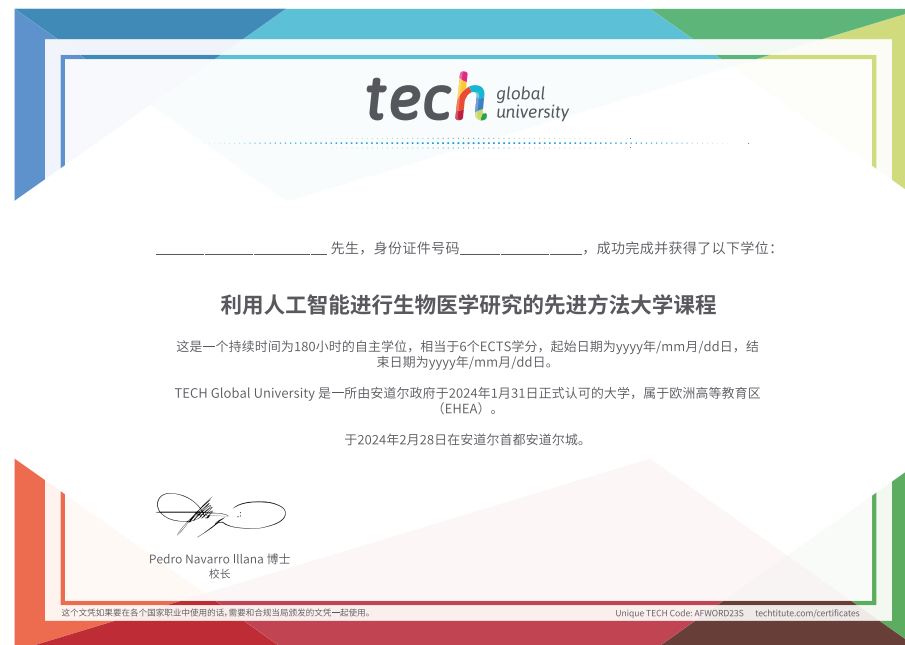 tech global
university
______________________ 先生，身份证件号码________________，成功完成并获得了以下学位：
利用人工智能进行生物医学研究的先进方法大学课程
这是一个持续时间为180小时的自主学位，相当于6个ECTS学分，起始日期为yyyy年/mm月/dd日，结
束日期为yyyy年/mm月/dd日。
TECH Global University 是一所由安道尔政府于2024年1月31日正式认可的大学，属于欧洲高等教育区
（EHEA）。
于2024年2月28日在安道尔首都安道尔城。
Pedro Navarro Illana 博士
校长
这个文凭如果要在各个国家职业中使用的话，需要和合规当局颁发的文凭一起使用。
Unique TECH Code: AFWORD23S techtitute.com/certificates